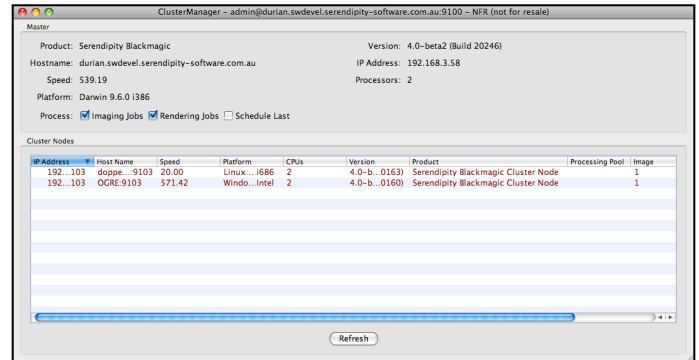 ClusterManager - admin@durian.swdevel.serendipity-software.com.au:9100 - NFR (not for resale)
Master
Product: Serendipity Blackmagic Version: 4.0-beta2 (Build 20246)
Hostname: durian.swdevel.serendipity-software.com.au IP Address: 192.168.3.58
Speed: 539.19 Processors: 2
Platform: Darwin 9.6.0 i386
Process: Imaging Jobs Rendering Jobs Schedule Last
Cluster Nodes
IP Address Host Name Speed Platform CPUs Version Product Processing Pool Image
192...103 doppe...:9103 20.00 Linux... i686 2 4.0-b...0163) Serendipity Blackmagic Cluster Node 1
192...103 OGRE:9103 571.42 Windo...Intel 2 4.0-b...0160) Serendipity Blackmagic Cluster Node 1
Refresh